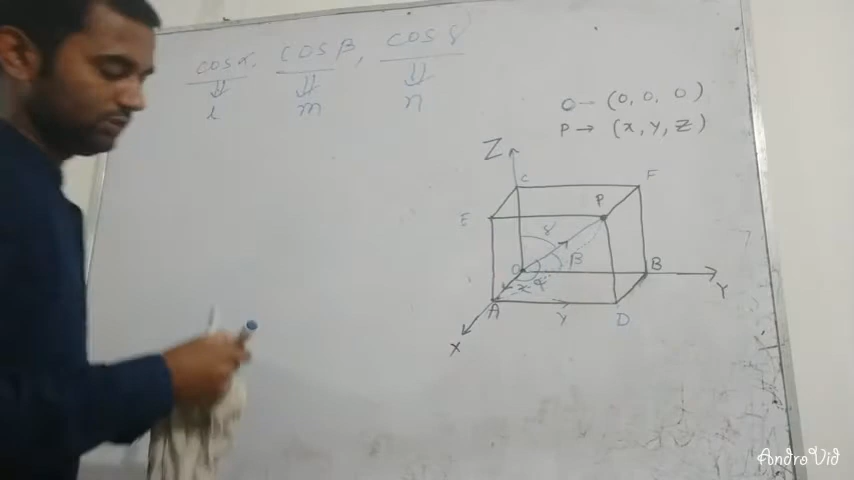 cos α, cos β, cos γ
⇓ ⇓ ⇓
l m n
O → (0, 0, 0)
P → (x, y, z)
Z
C F
E P
γ
O β B
x α Y
A y D
X
AndroVid